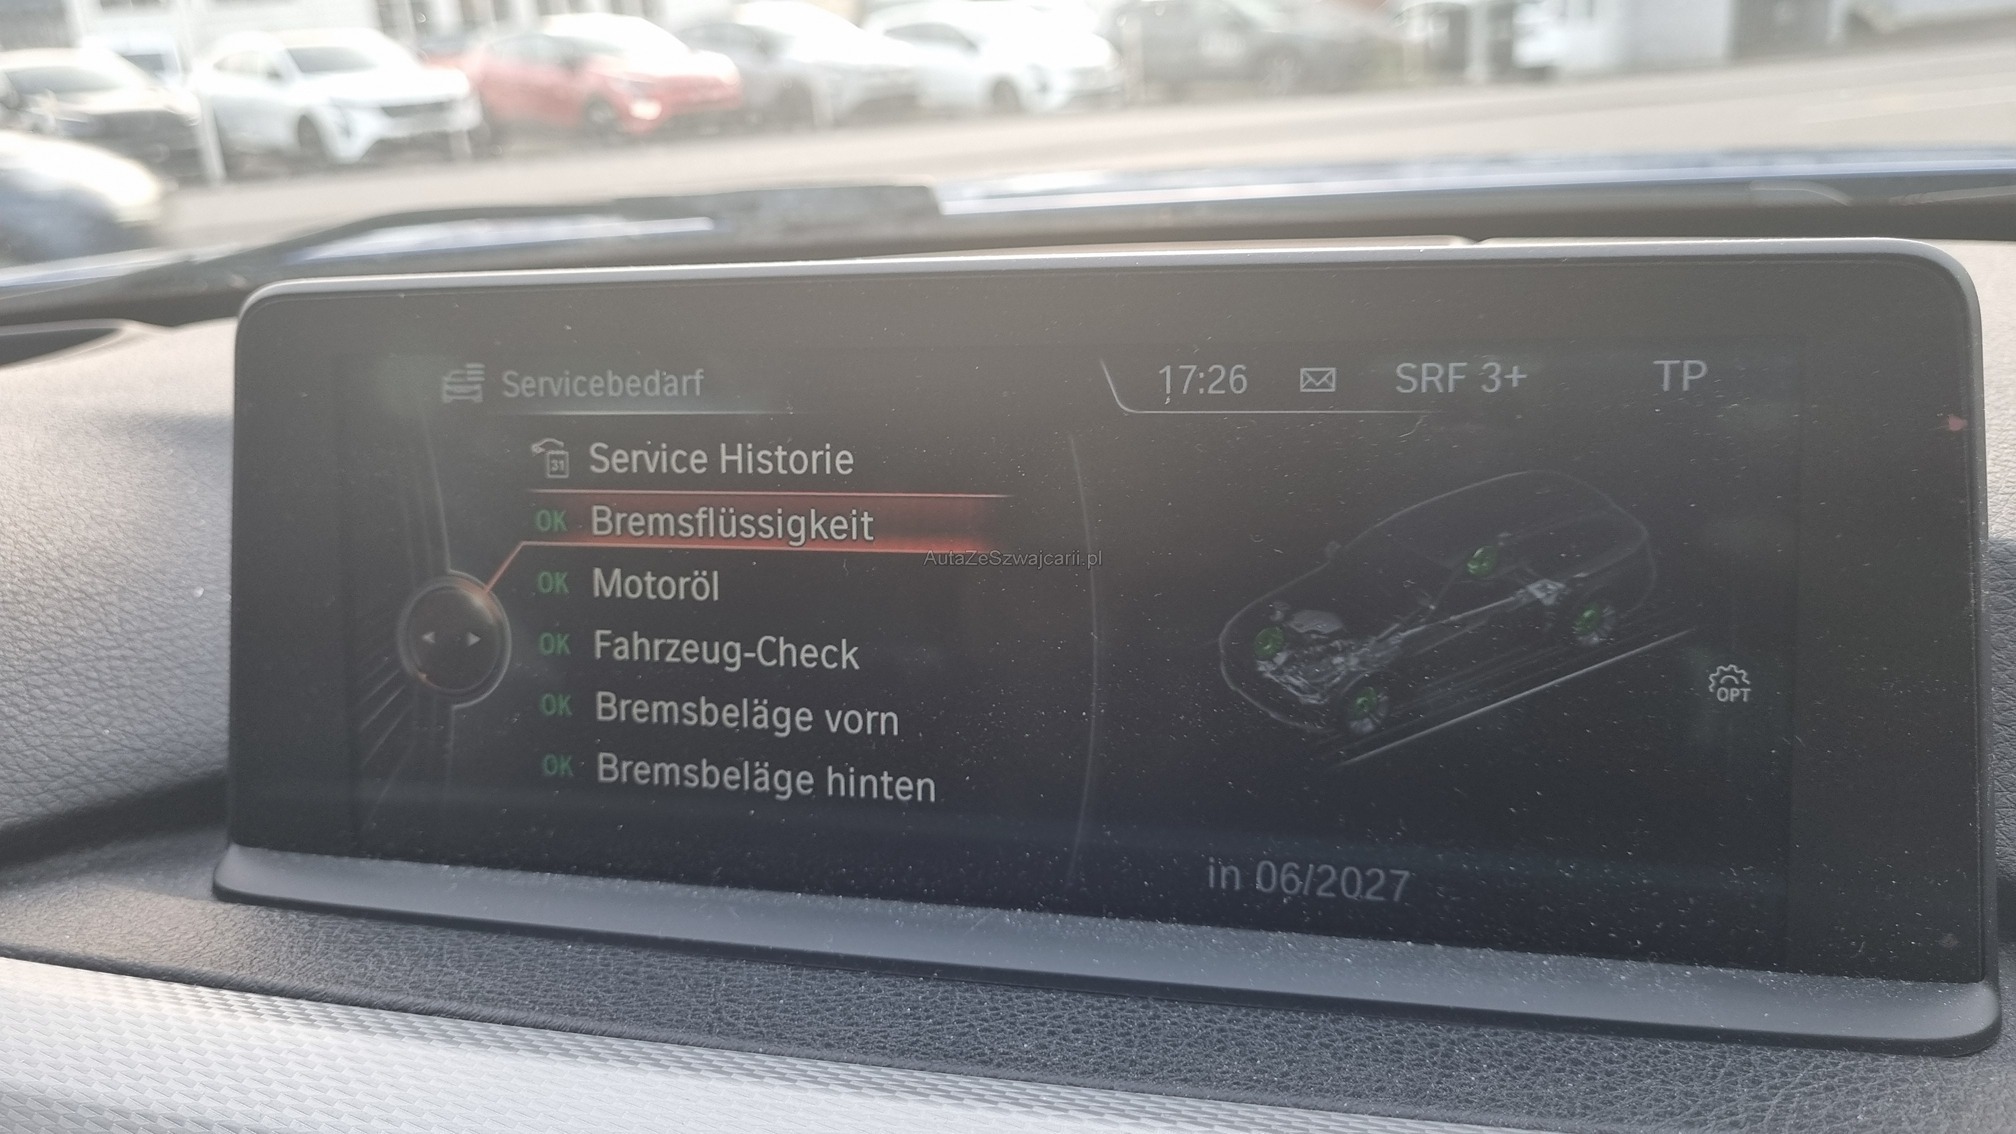 Servicebedarf
17:26
SRF 3+
TP
31
Service Historie
OK Bremsflüssigkeit
OK Motoröl
OK Fahrzeug-Check
OK Bremsbeläge vorn
OK Bremsbeläge hinten
OPT
in 06/2027
AutaZeSzwajcarii.pl